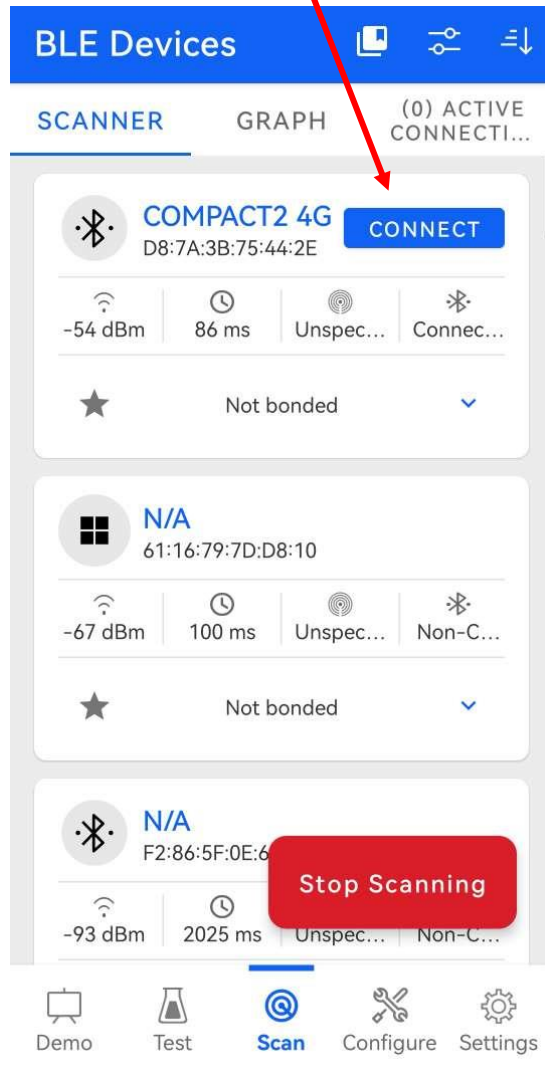 BLE Devices
SCANNER GRAPH (0) ACTIVE CONNECTI...
COMPACT2 4G CONNECT
D8:7A:3B:75:44:2E
-54 dBm 86 ms Unspec... Connec...
Not bonded
N/A
61:16:79:7D:D8:10
-67 dBm 100 ms Unspec... Non-C...
Not bonded
N/A
F2:86:5F:0E:6
Stop Scanning
-93 dBm 2025 ms Unspec... Non-C...
Demo Test Scan Configure Settings